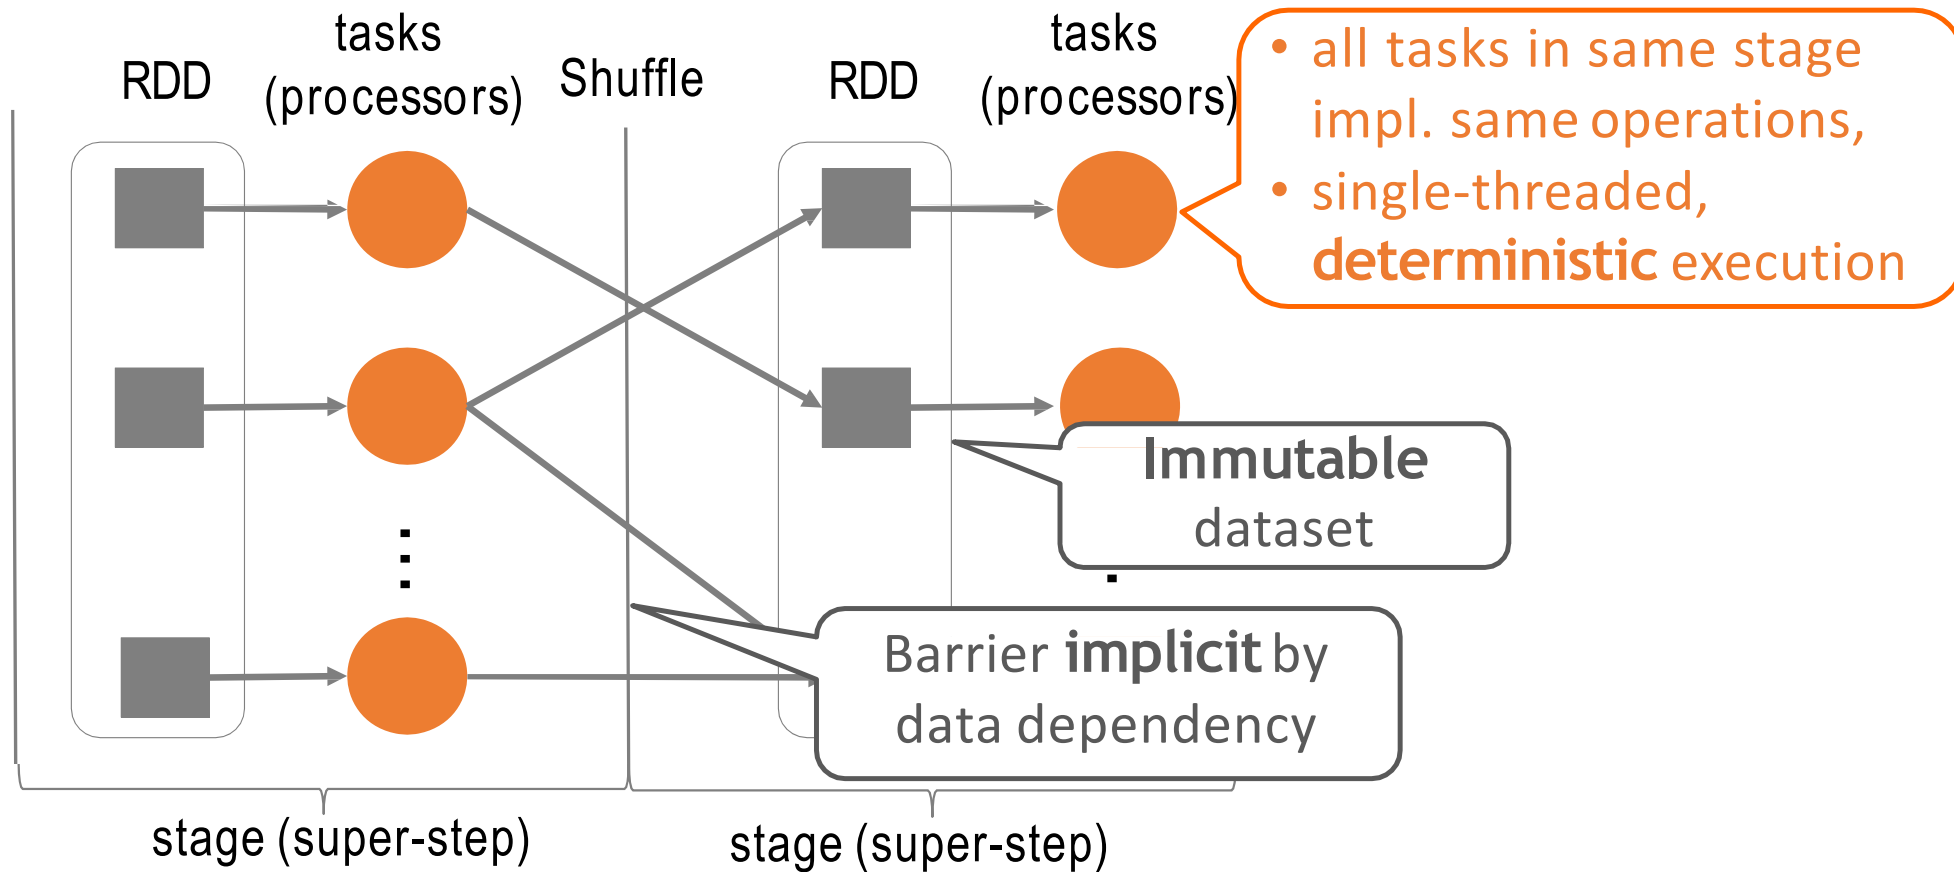 RDD
tasks
(processors)
Shuffle
RDD
tasks
(processors)
• all tasks in same stage
impl. same operations,
• single-threaded,
deterministic execution
Immutable
dataset
Barrier implicit by
data dependency
stage (super-step)
stage (super-step)